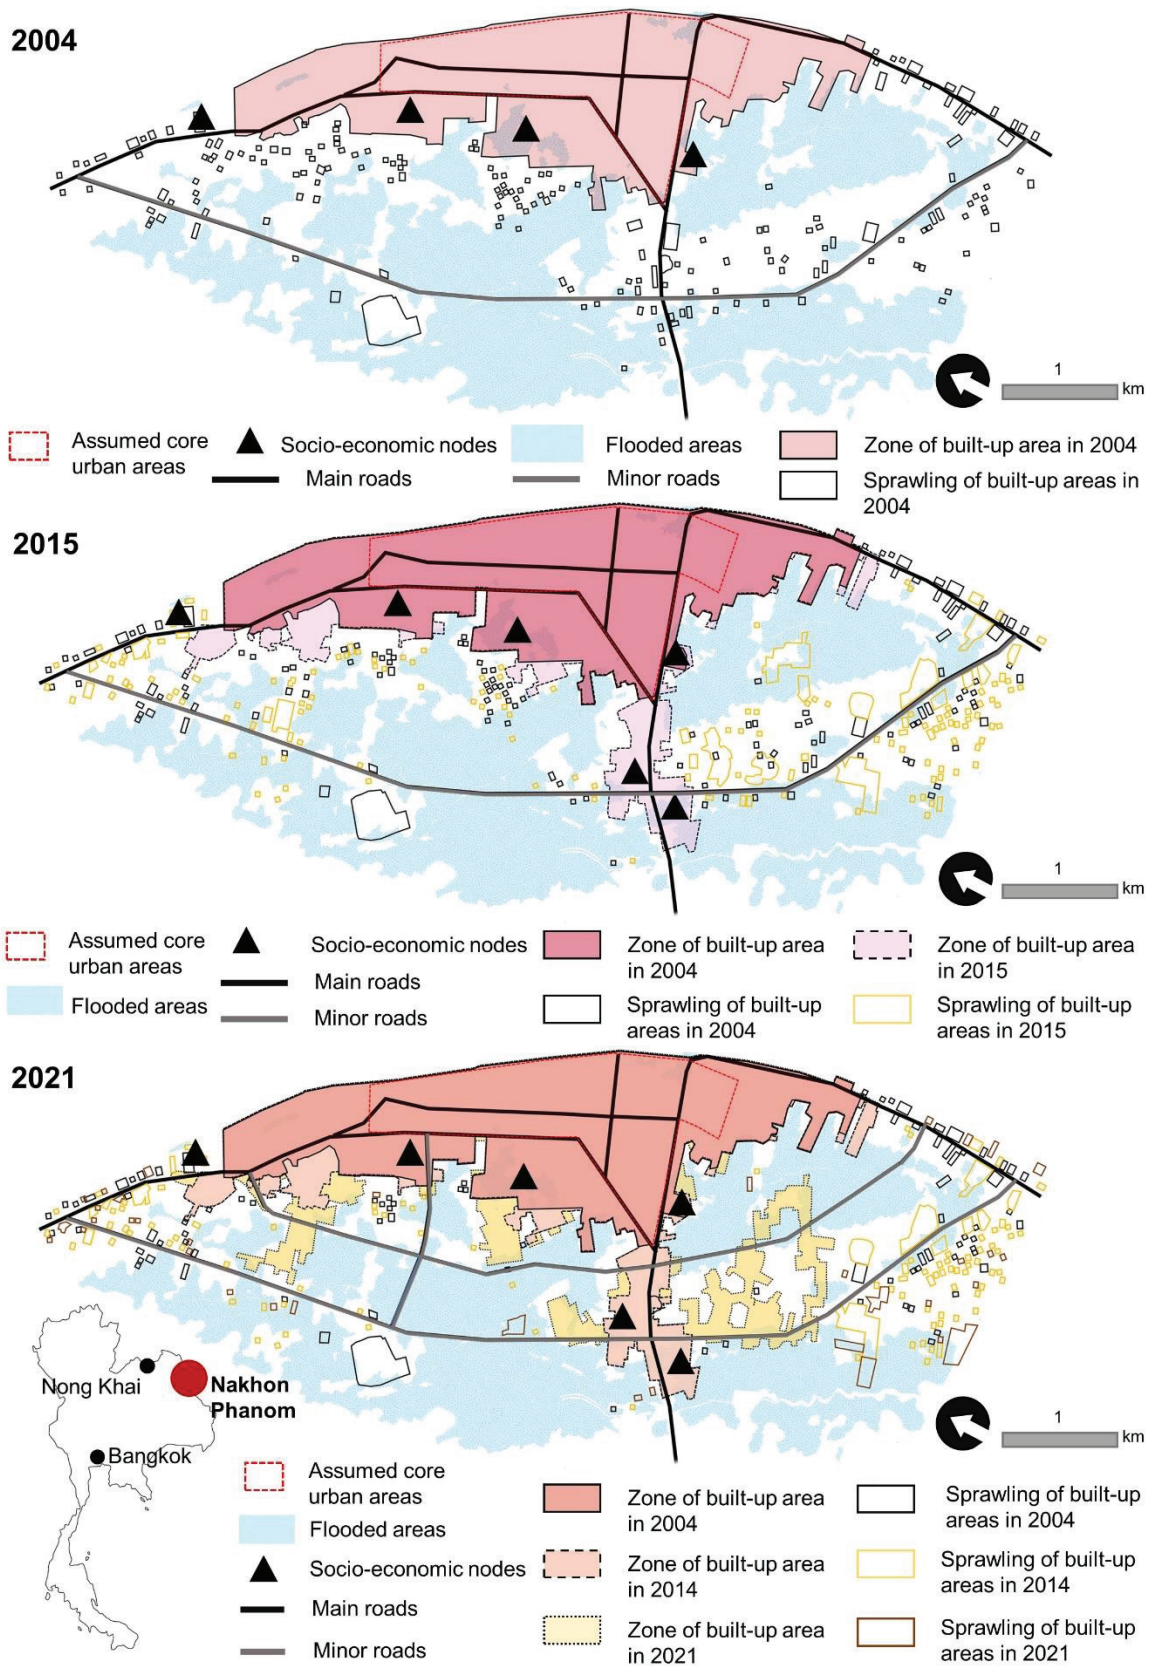 2004
1
km
Assumed core
urban areas
Socio-economic nodes
Main roads
Flooded areas
Minor roads
Zone of built-up area in 2004
Sprawling of built-up areas in
2004
2015
1
km
Assumed core
urban areas
Flooded areas
Socio-economic nodes
Main roads
Minor roads
Zone of built-up area
in 2004
Sprawling of built-up
areas in 2004
Zone of built-up area
in 2015
Sprawling of built-up
areas in 2015
2021
1
km
Nong Khai
Nakhon
Phanom
Bangkok
Assumed core
urban areas
Flooded areas
Socio-economic nodes
Main roads
Minor roads
Zone of built-up area
in 2004
Zone of built-up area
in 2014
Zone of built-up area
in 2021
Sprawling of built-up
areas in 2004
Sprawling of built-up
areas in 2014
Sprawling of built-up
areas in 2021